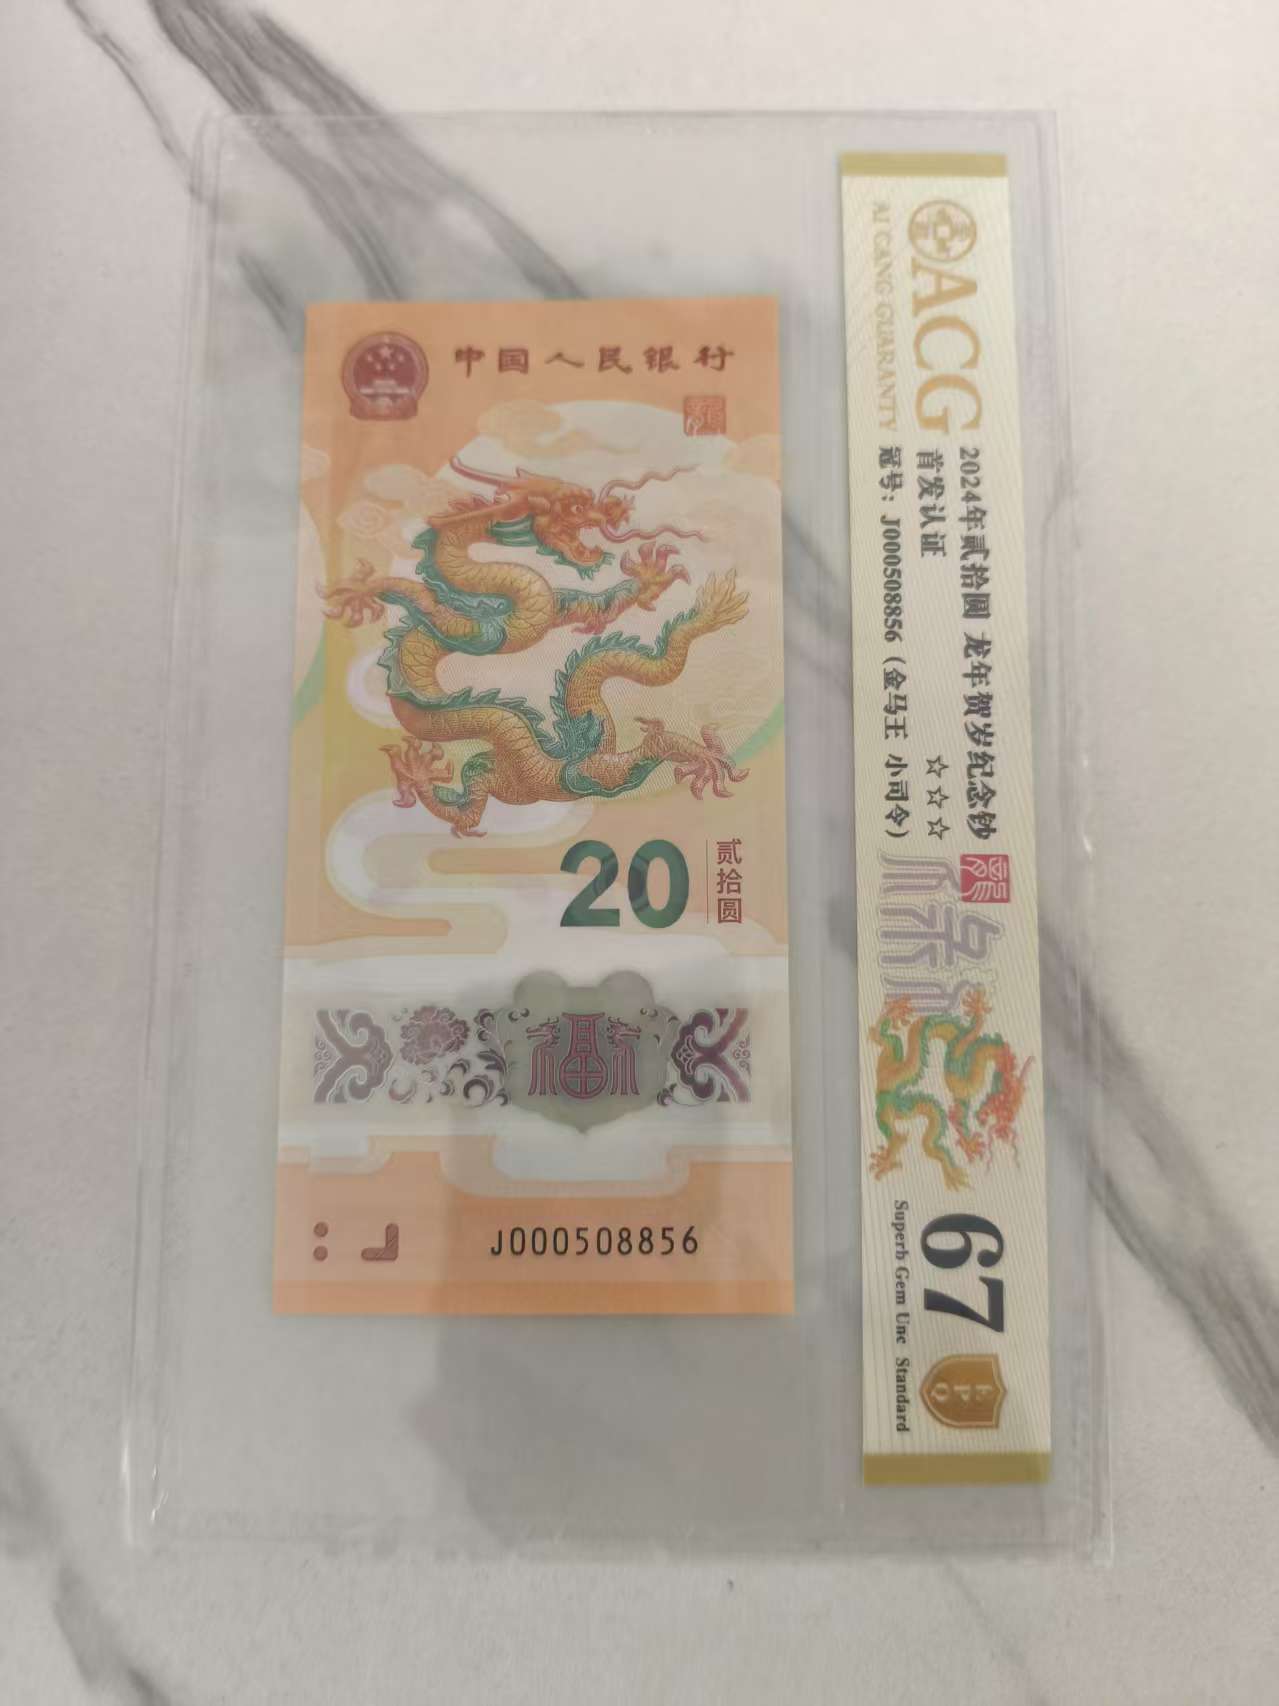 中国人民银行
20
贰拾圆
福
J000508856
ACG
AI CANG GUARANTY
2024年贰拾圆 龙年贺岁纪念钞
首发认证 ☆☆☆
冠号：J000508856（金马王 小司令）
67
EPQ
Superb Gem Unc Standard